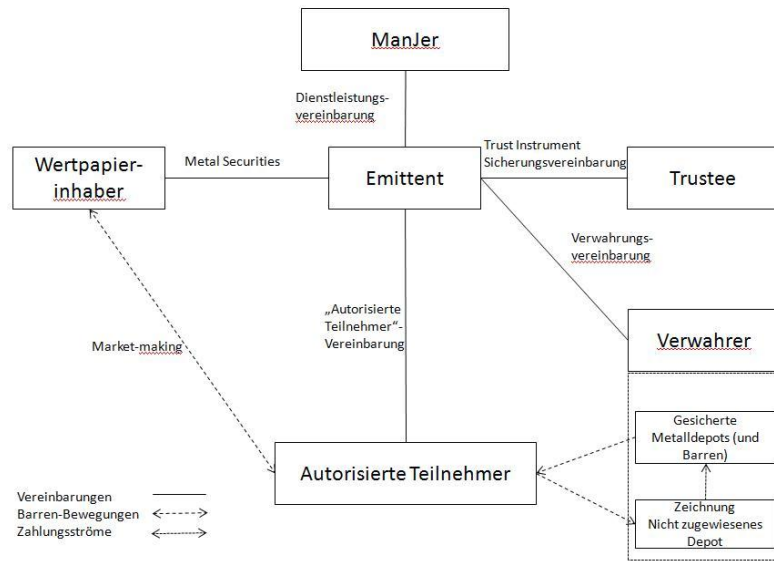 ManJer
Dienstleistungs-
vereinbarung
Wertpapier-
inhaber
Metal Securities
Emittent
Trust Instrument
Sicherungsvereinbarung
Trustee
Verwahrungs-
vereinbarung
„Autorisierte
Teilnehmer“-
Vereinbarung
Market-making
Verwahrer
Gesicherte
Metalldepots (und
Barren)
Autorisierte Teilnehmer
Zeichnung
Nicht zugewiesenes
Depot
Vereinbarungen
Barren-Bewegungen
Zahlungsströme